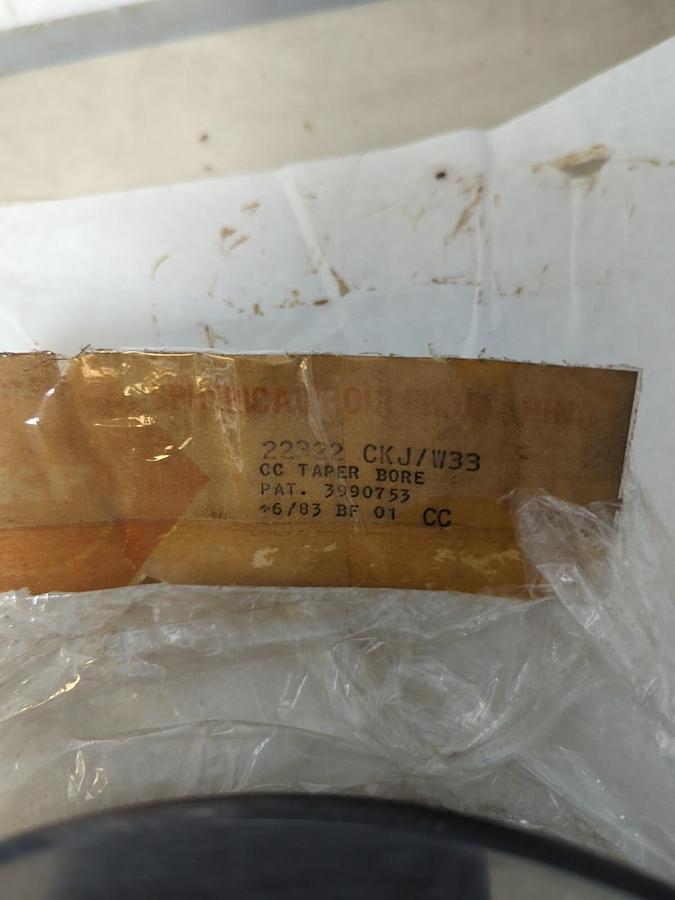 22322 CKJ/W33
CC TAPER BORE
PAT. 3990753
+6/83 BF 01 CC